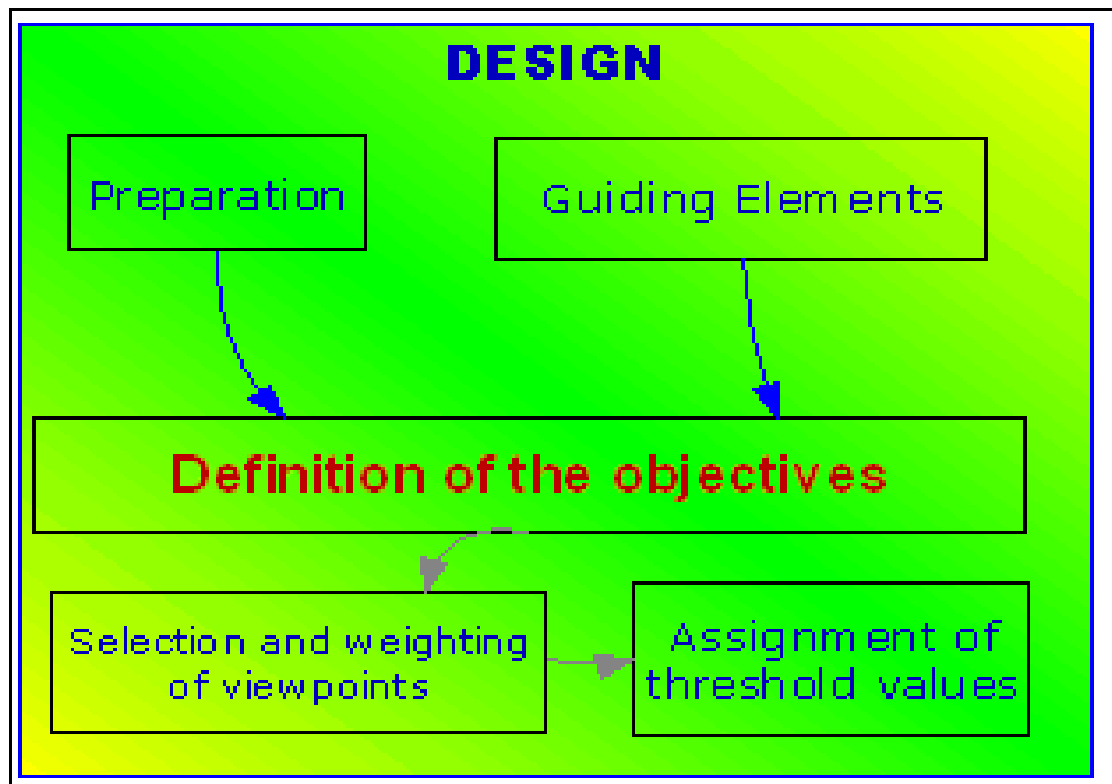 DESIGN
Preparation
Guiding Elements
Definition of the objectives
Selection and weighting
of viewpoints
Assignment of
threshold values